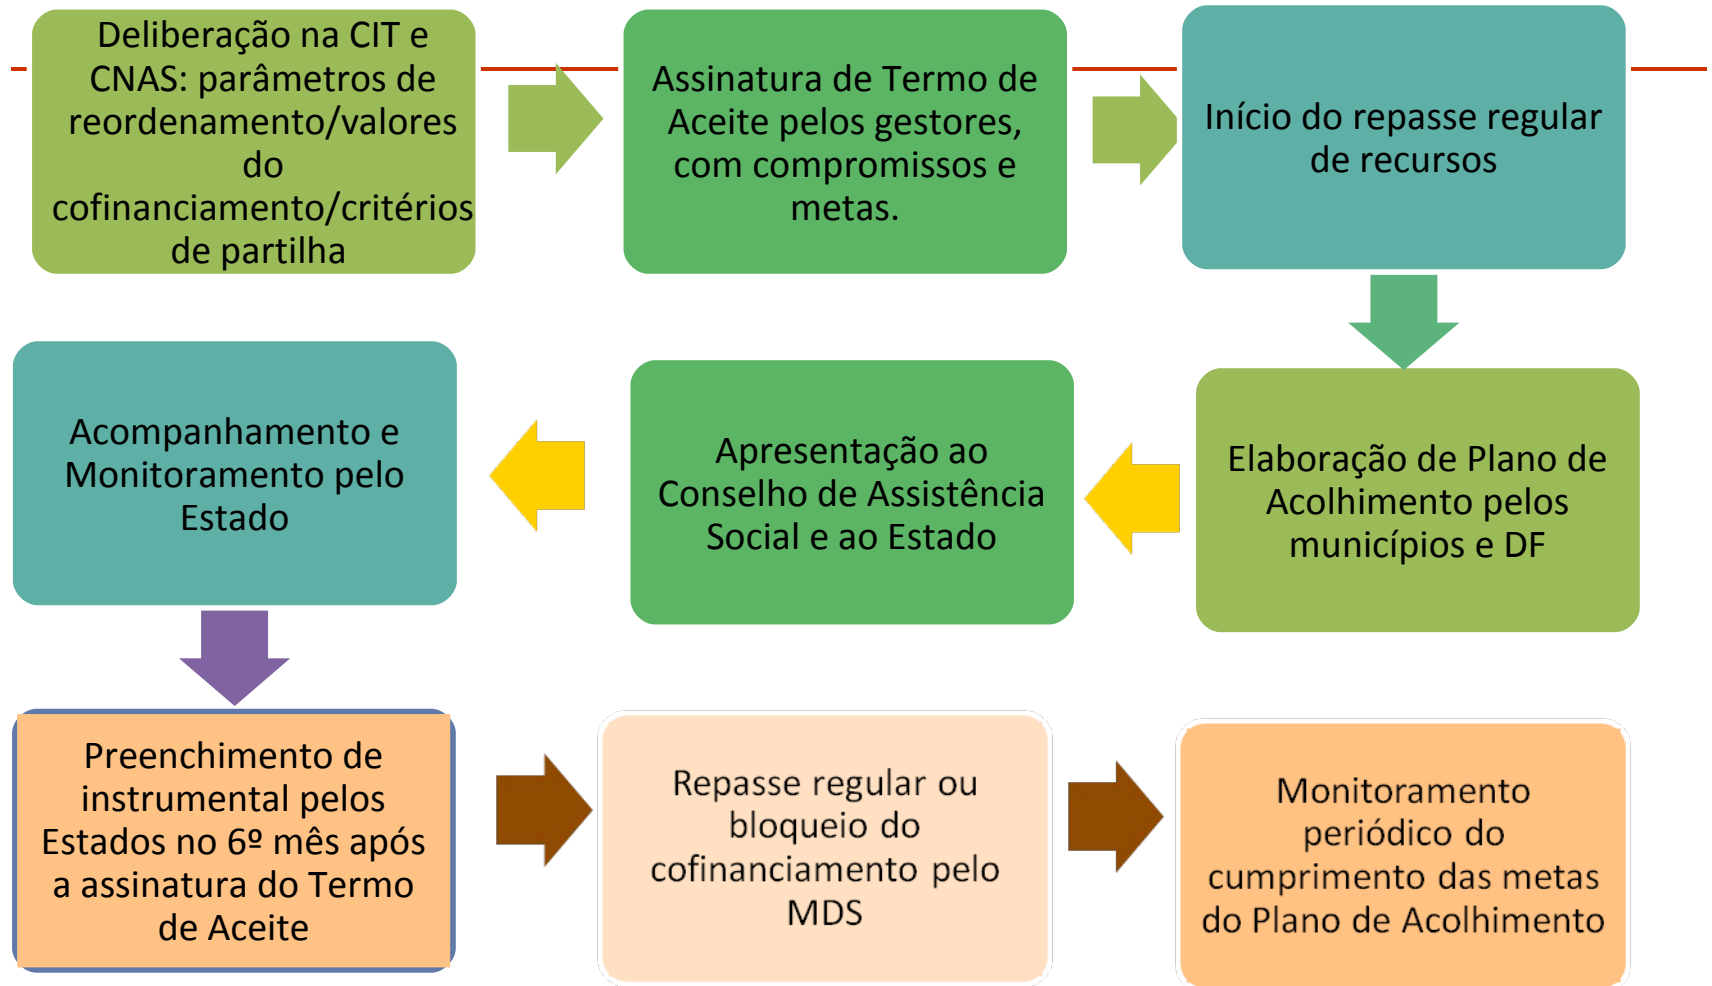 Deliberação na CIT e
CNAS: parâmetros de
reordenamento/valores
do
cofinanciamento/critérios
de partilha
Assinatura de Termo de
Aceite pelos gestores,
com compromissos e
metas.
Início do repasse regular
de recursos
Elaboração de Plano de
Acolhimento pelos
municípios e DF
Apresentação ao
Conselho de Assistência
Social e ao Estado
Acompanhamento e
Monitoramento pelo
Estado
Preenchimento de
instrumental pelos
Estados no 6º mês após
a assinatura do Termo
de Aceite
Repasse regular ou
bloqueio do
cofinanciamento pelo
MDS
Monitoramento
periódico do
cumprimento das metas
do Plano de Acolhimento